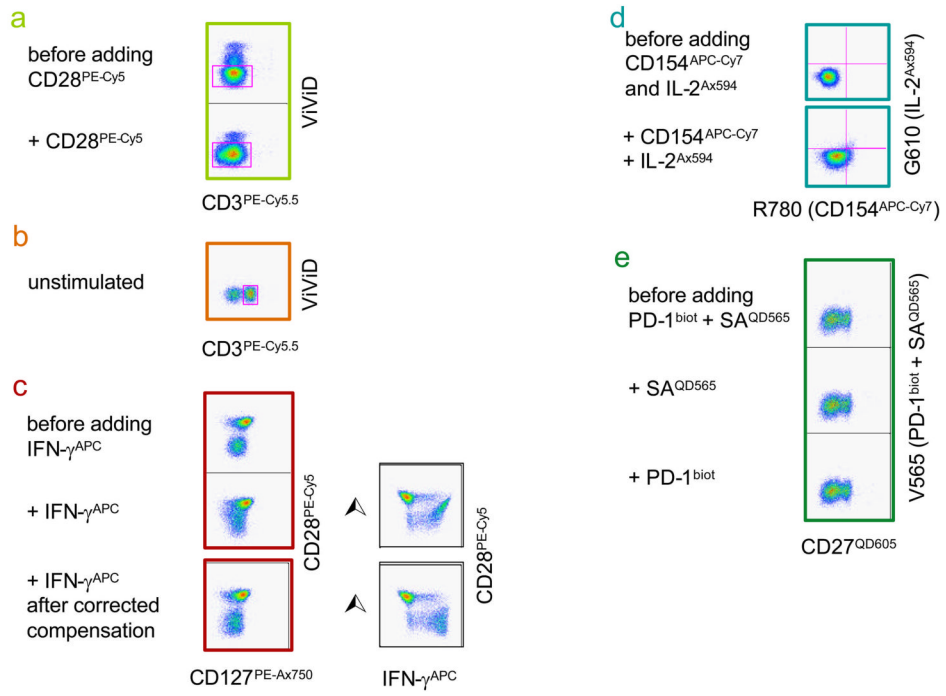 a
before adding
CD28PE-Cy5
+ CD28PE-Cy5
ViViD
CD3PE-Cy5.5
b
unstimulated
ViViD
CD3PE-Cy5.5
c
before adding
IFN-γAPC
+ IFN-γAPC
+ IFN-γAPC
after corrected
compensation
CD28PE-Cy5
CD127PE-Ax750
CD28PE-Cy5
IFN-γAPC
d
before adding
CD154APC-Cy7
and IL-2Ax594
+ CD154APC-Cy7
+ IL-2Ax594
G610 (IL-2Ax594)
R780 (CD154APC-Cy7)
e
before adding
PD-1biot + SAQD565
+ SAQD565
+ PD-1biot
V565 (PD-1biot + SAQD565)
CD27QD605